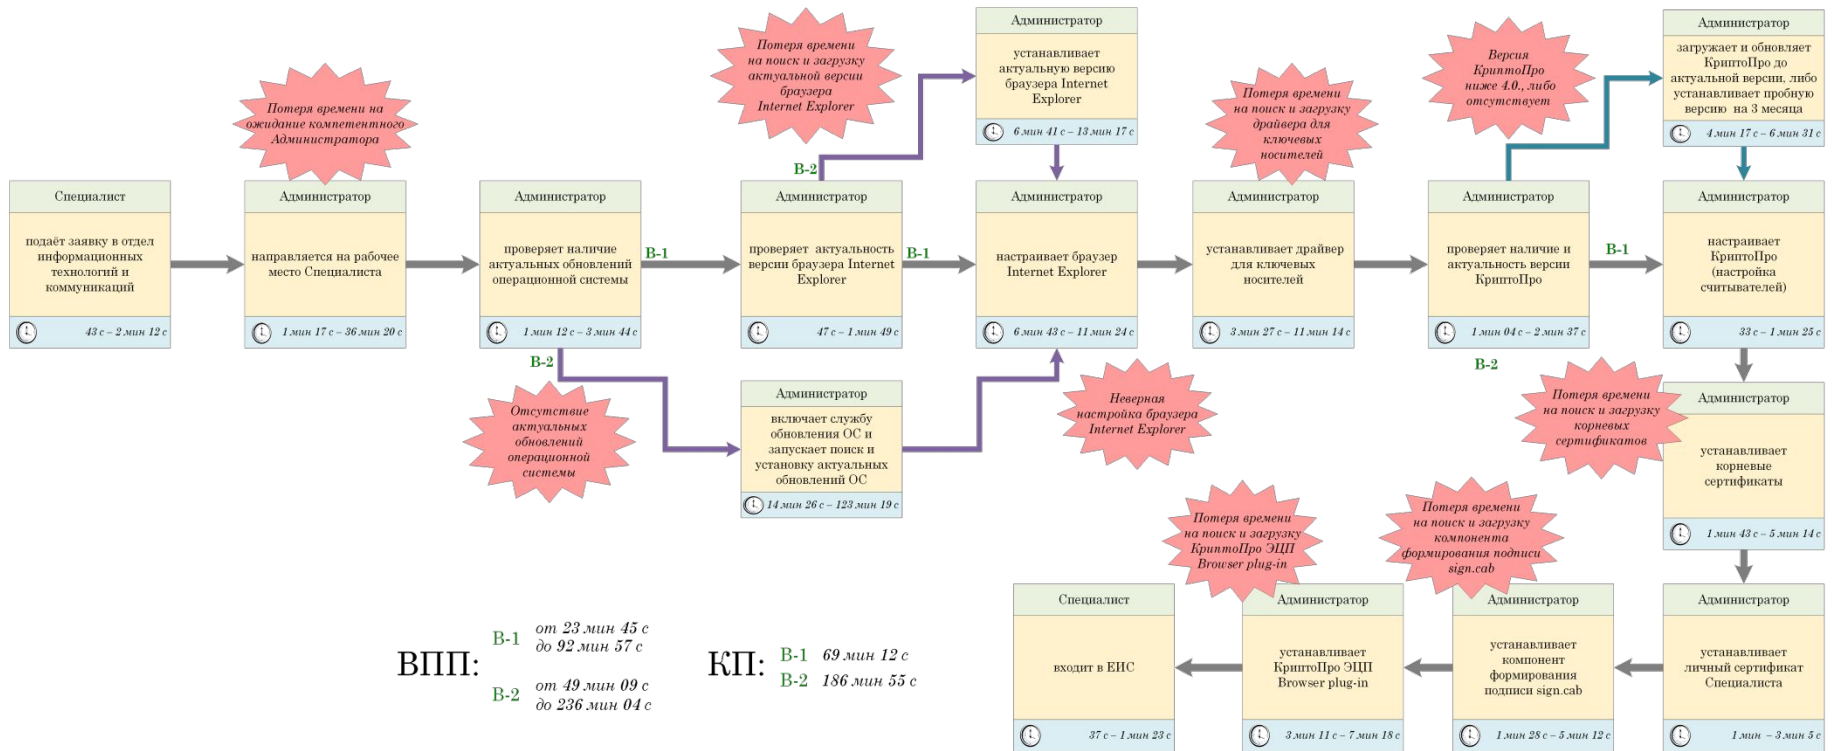 Специалист
подаёт заявку в отдел
информационных
технологий и
коммуникаций
43 с – 2 мин 12 с
Потеря времени на
ожидание компетентного
Администратора
Администратор
направляется на рабочее
место Специалиста
1 мин 17 с – 36 мин 20 с
Администратор
проверяет наличие
актуальных обновлений
операционной системы
1 мин 12 с – 3 мин 44 с
В-1
В-2
Отсутствие
актуальных
обновлений
операционной
системы
Администратор
включает службу
обновления ОС и
запускает поиск и
установку актуальных
обновлений ОС
14 мин 26 с – 123 мин 19 с
Администратор
проверяет актуальность
версии браузера Internet
Explorer
47 с – 1 мин 49 с
В-1
В-2
Потеря времени
на поиск и загрузку
актуальной версии
браузера
Internet Explorer
Администратор
устанавливает
актуальную версию
браузера Internet
Explorer
6 мин 41 с – 13 мин 17 с
Администратор
настраивает браузер
Internet Explorer
6 мин 43 с – 11 мин 24 с
Неверная
настройка браузера
Internet Explorer
Потеря времени
на поиск и загрузку
драйвера для
ключевых
носителей
Администратор
устанавливает драйвер
для ключевых
носителей
3 мин 27 с – 11 мин 14 с
Администратор
проверяет наличие и
актуальность версии
КриптоПро
1 мин 04 с – 2 мин 37 с
В-1
В-2
Версия
КриптоПро
ниже 4.0., либо
отсутствует
Администратор
загружает и обновляет
КриптоПро до
актуальной версии, либо
устанавливает пробную
версию на 3 месяца
4 мин 17 с – 6 мин 31 с
Администратор
настраивает
КриптоПро
(настройка
считывателей)
33 с – 1 мин 25 с
Потеря времени
на поиск и загрузку
корневых
сертификатов
Администратор
устанавливает
корневые
сертификаты
1 мин 43 с – 5 мин 14 с
Администратор
устанавливает
личный сертификат
Специалиста
1 мин – 3 мин 5 с
Потеря времени
на поиск и загрузку
компонента
формирования подписи
sign.cab
Администратор
устанавливает
компонент
формирования
подписи sign.cab
1 мин 28 с – 5 мин 12 с
Потеря времени
на поиск и загрузку
КриптоПро ЭЦП
Browser plug-in
Администратор
устанавливает
КриптоПро ЭЦП
Browser plug-in
3 мин 11 с – 7 мин 18 с
Специалист
входит в ЕИС
37 с – 1 мин 23 с
ВПП:
В-1 от 23 мин 45 с
до 92 мин 57 с
В-2 от 49 мин 09 с
до 236 мин 04 с
КП:
В-1 69 мин 12 с
В-2 186 мин 55 с